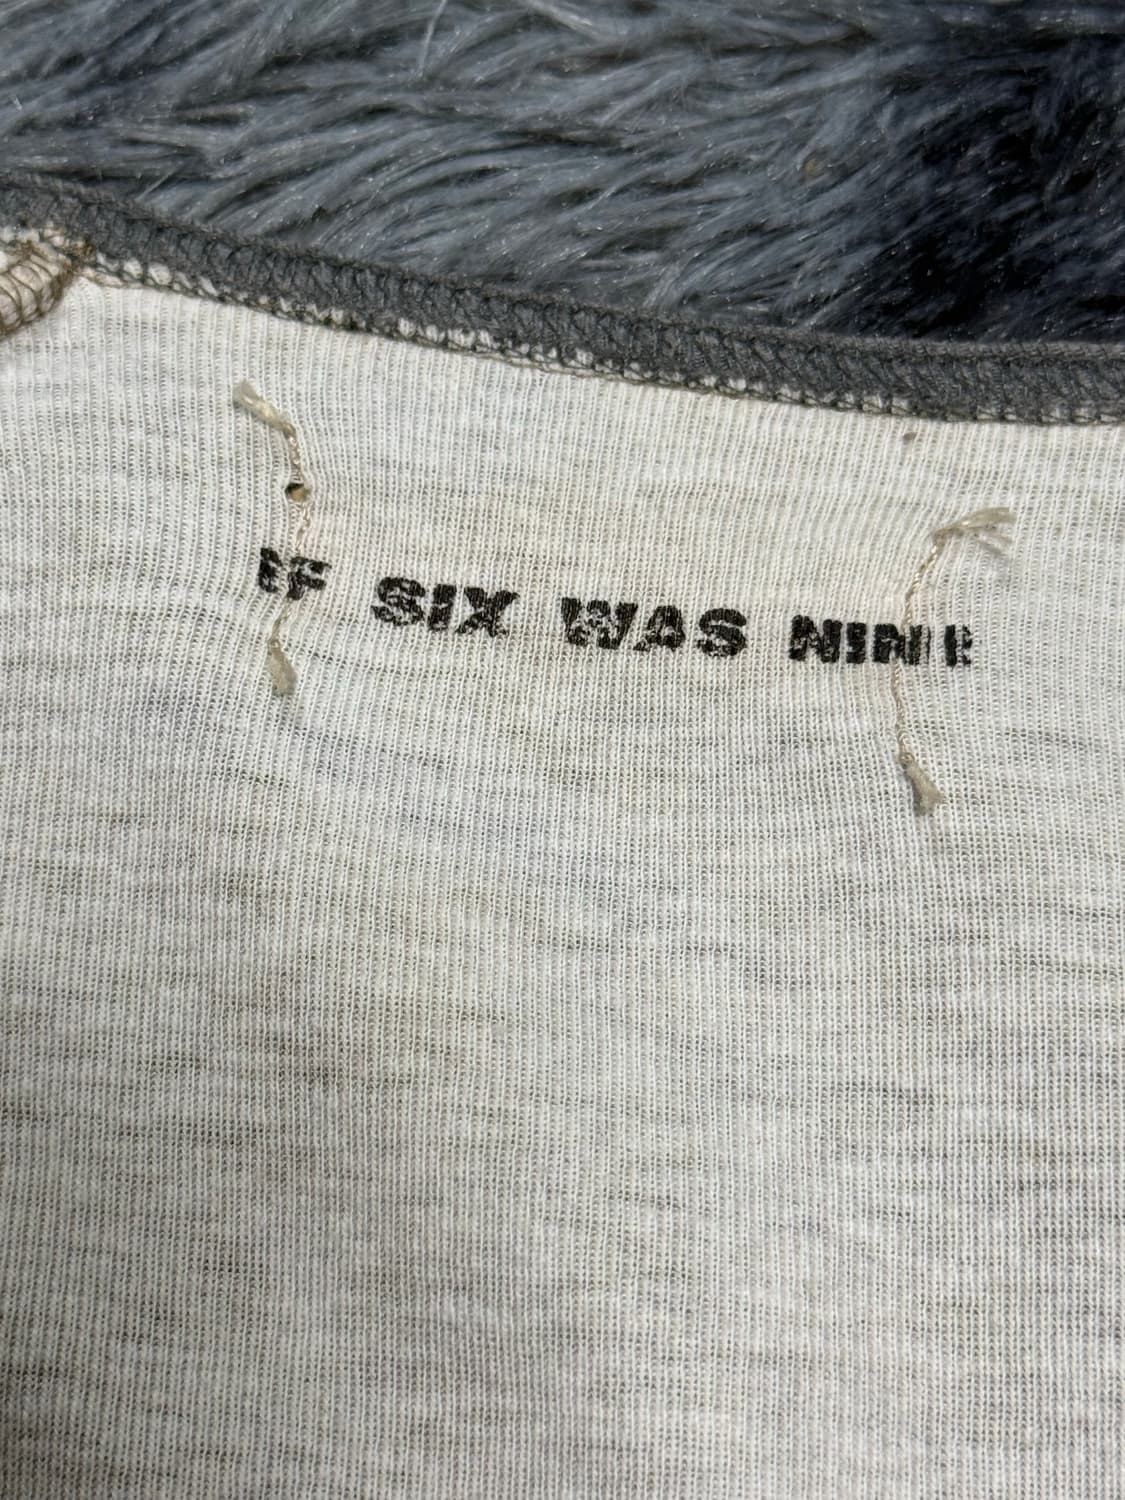 IF SIX WAS NINE